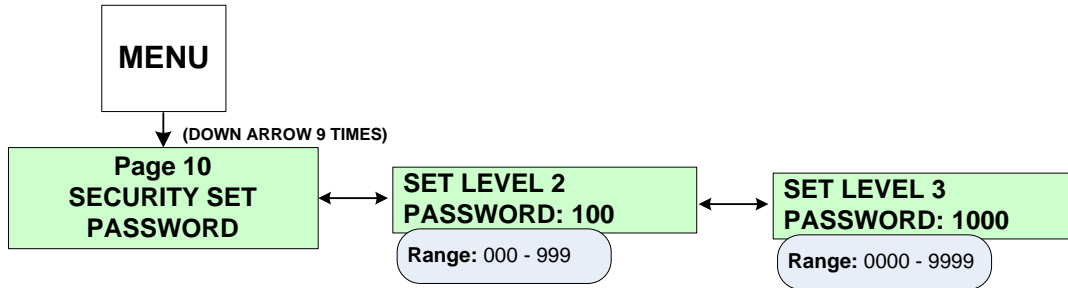 MENU
(DOWN ARROW 9 TIMES)
Page 10
SECURITY SET
PASSWORD
SET LEVEL 2
PASSWORD: 100
Range: 000 - 999
SET LEVEL 3
PASSWORD: 1000
Range: 0000 - 9999